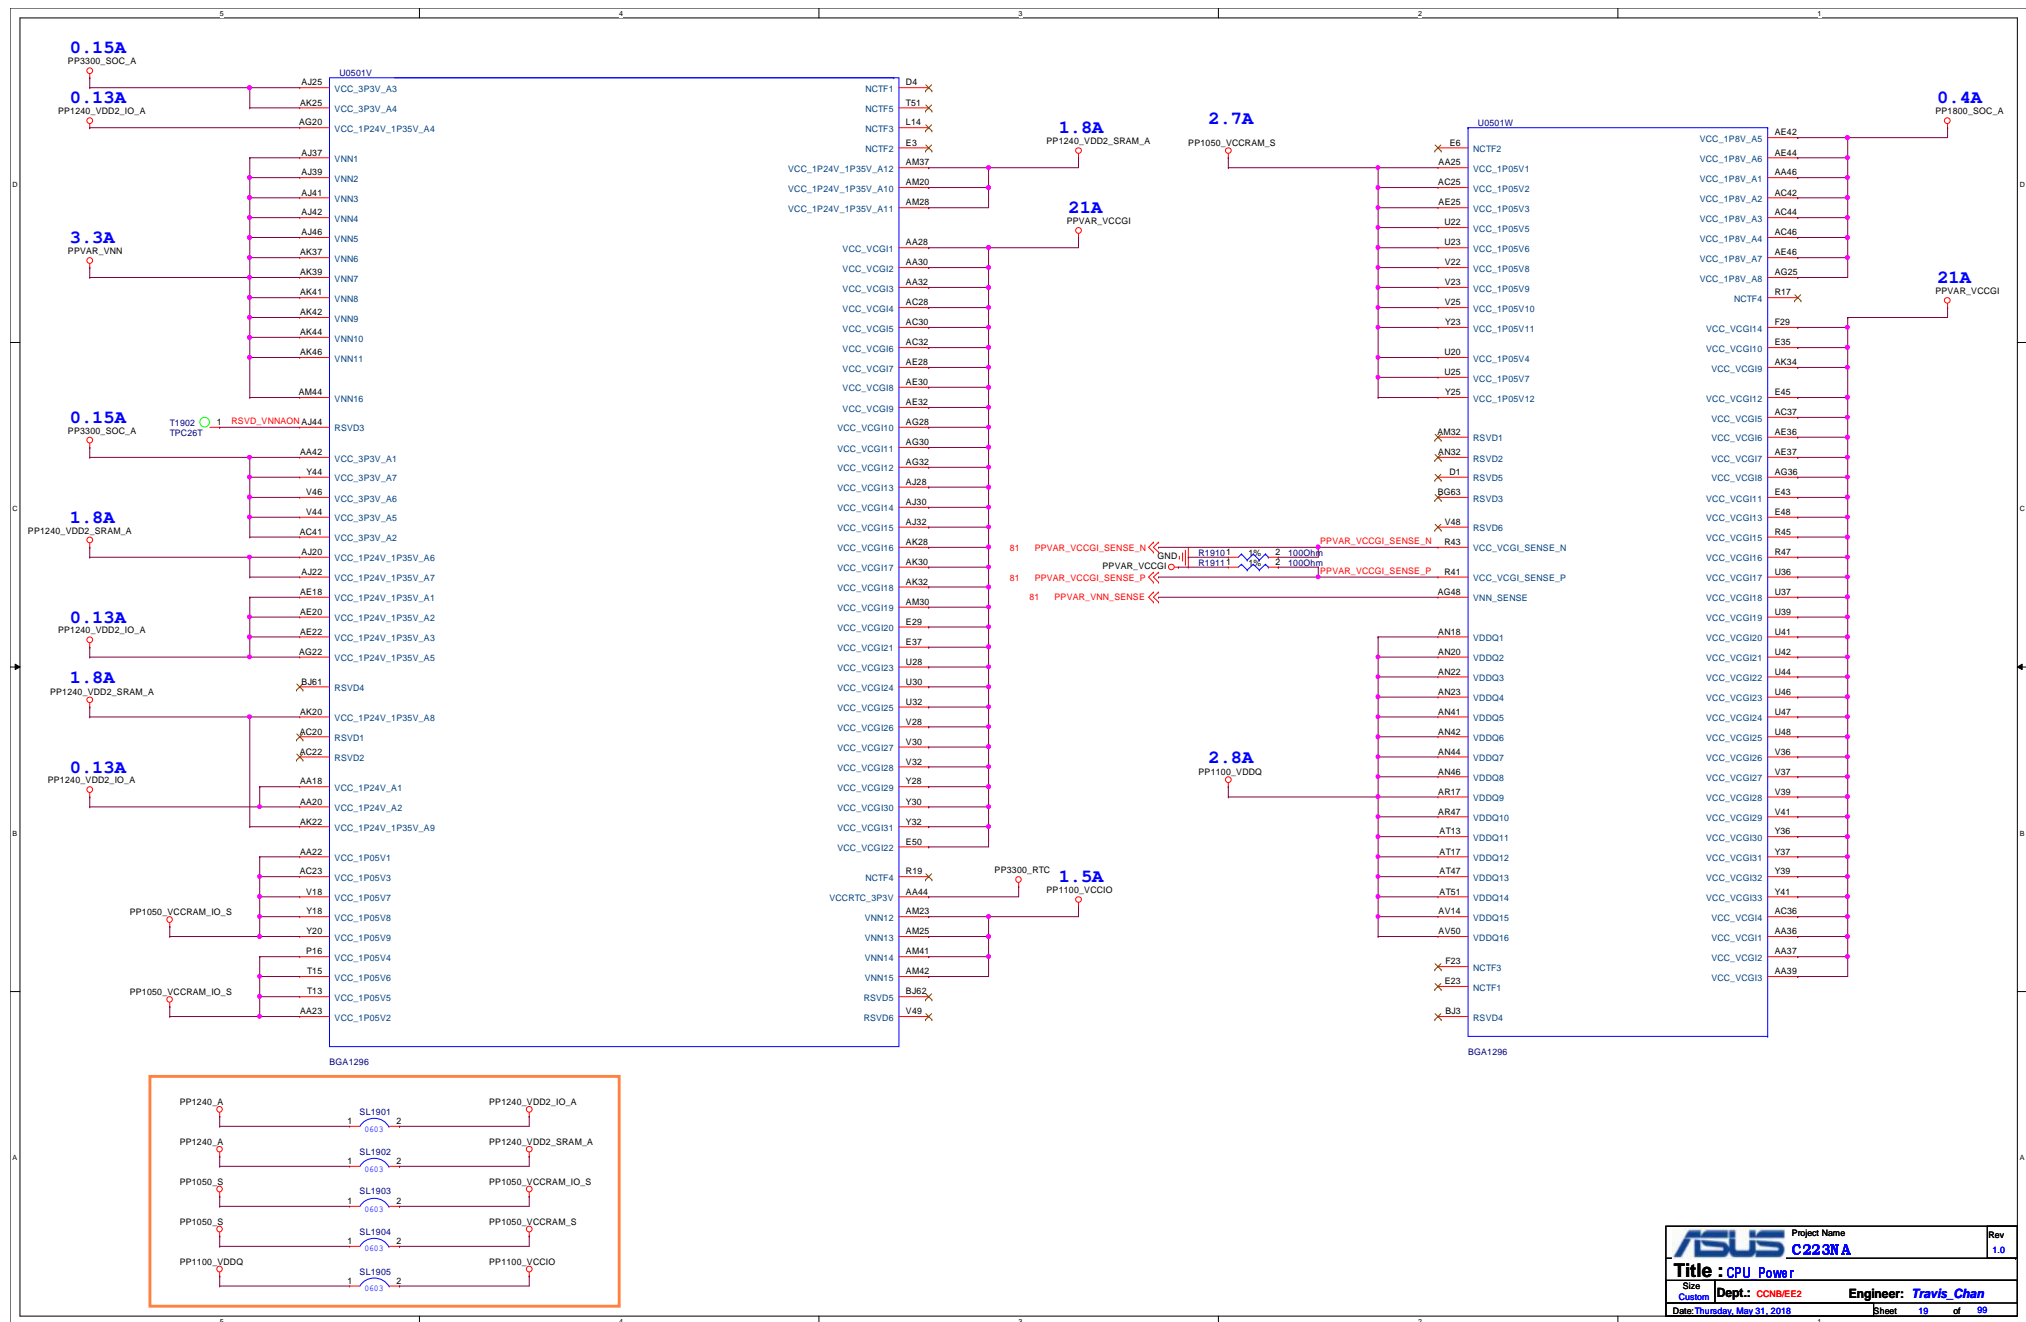 5 4 3 2 1
0.15A
PP3300_SOC_A
0.13A
PP1240_VDD2_IO_A
3.3A
PPVAR_VNN
0.15A
PP3300_SOC_A
T1902
TPC26T
1 RSVD_VNNAON
1.8A
PP1240_VDD2_SRAM_A
0.13A
PP1240_VDD2_IO_A
1.8A
PP1240_VDD2_SRAM_A
0.13A
PP1240_VDD2_IO_A
PP1050_VCCRAM_IO_S
PP1050_VCCRAM_IO_S
U0501V
AJ25 VCC_3P3V_A3
AK25 VCC_3P3V_A4
AG20 VCC_1P24V_1P35V_A4
AJ37 VNN1
AJ39 VNN2
AJ41 VNN3
AJ42 VNN4
AJ46 VNN5
AK37 VNN6
AK39 VNN7
AK41 VNN8
AK42 VNN9
AK44 VNN10
AK46 VNN11
AM44 VNN16
AJ44 RSVD3
AA42 VCC_3P3V_A1
Y44 VCC_3P3V_A7
V46 VCC_3P3V_A6
V44 VCC_3P3V_A5
AC41 VCC_3P3V_A2
AJ20 VCC_1P24V_1P35V_A6
AJ22 VCC_1P24V_1P35V_A7
AE18 VCC_1P24V_1P35V_A1
AE20 VCC_1P24V_1P35V_A2
AE22 VCC_1P24V_1P35V_A3
AG22 VCC_1P24V_1P35V_A5
BJ61 RSVD4
AK20 VCC_1P24V_1P35V_A8
AC20 RSVD1
AC22 RSVD2
AA18 VCC_1P24V_A1
AA20 VCC_1P24V_A2
AK22 VCC_1P24V_1P35V_A9
AA22 VCC_1P05V1
AC23 VCC_1P05V3
V18 VCC_1P05V7
Y18 VCC_1P05V8
Y20 VCC_1P05V9
P16 VCC_1P05V4
T15 VCC_1P05V6
T13 VCC_1P05V5
AA23 VCC_1P05V2
NCTF1 D4
NCTF5 T51
NCTF3 L14
NCTF2 E3
VCC_1P24V_1P35V_A12 AM37
VCC_1P24V_1P35V_A10 AM20
VCC_1P24V_1P35V_A11 AM28
VCC_VCGI1 AA28
VCC_VCGI2 AA30
VCC_VCGI3 AA32
VCC_VCGI4 AC28
VCC_VCGI5 AC30
VCC_VCGI6 AC32
VCC_VCGI7 AE28
VCC_VCGI8 AE30
VCC_VCGI9 AE32
VCC_VCGI10 AG28
VCC_VCGI11 AG30
VCC_VCGI12 AG32
VCC_VCGI13 AJ28
VCC_VCGI14 AJ30
VCC_VCGI15 AJ32
VCC_VCGI16 AK28
VCC_VCGI17 AK30
VCC_VCGI18 AK32
VCC_VCGI19 AM30
VCC_VCGI20 E29
VCC_VCGI21 E37
VCC_VCGI23 U28
VCC_VCGI24 U30
VCC_VCGI25 U32
VCC_VCGI26 V28
VCC_VCGI27 V30
VCC_VCGI28 V32
VCC_VCGI29 Y28
VCC_VCGI30 Y30
VCC_VCGI31 Y32
VCC_VCGI22 E50
NCTF4 R19
VCCRTC_3P3V AA44
VNN12 AM23
VNN13 AM25
VNN14 AM41
VNN15 AM42
RSVD5 BJ62
RSVD6 V49
BGA1296
1.8A
PP1240_VDD2_SRAM_A
21A
PPVAR_VCCGI
PP3300_RTC
1.5A
PP1100_VCCIO
2.7A
PP1050_VCCRAM_S
81 PPVAR_VCCGI_SENSE_N
GND R1910 1 1% 2 100Ohm
PPVAR_VCCGI R1911 1 1% 2 100Ohm
81 PPVAR_VCCGI_SENSE_P
81 PPVAR_VNN_SENSE
PPVAR_VCCGI_SENSE_N
PPVAR_VCCGI_SENSE_P
2.8A
PP1100_VDDQ
U0501W
E6 NCTF2
AA25 VCC_1P05V1
AC25 VCC_1P05V2
AE25 VCC_1P05V3
U22 VCC_1P05V5
U23 VCC_1P05V6
V22 VCC_1P05V8
V23 VCC_1P05V9
V25 VCC_1P05V10
Y23 VCC_1P05V11
U20 VCC_1P05V4
U25 VCC_1P05V7
Y25 VCC_1P05V12
AM32 RSVD1
AN32 RSVD2
D1 RSVD5
BG63 RSVD3
V48 RSVD6
R43 VCC_VCGI_SENSE_N
R41 VCC_VCGI_SENSE_P
AG48 VNN_SENSE
AN18 VDDQ1
AN20 VDDQ2
AN22 VDDQ3
AN23 VDDQ4
AN41 VDDQ5
AN42 VDDQ6
AN44 VDDQ7
AN46 VDDQ8
AR17 VDDQ9
AR47 VDDQ10
AT13 VDDQ11
AT17 VDDQ12
AT47 VDDQ13
AT51 VDDQ14
AV14 VDDQ15
AV50 VDDQ16
F23 NCTF3
E23 NCTF1
BJ3 RSVD4
VCC_1P8V_A5 AE42
VCC_1P8V_A6 AE44
VCC_1P8V_A1 AA46
VCC_1P8V_A2 AC42
VCC_1P8V_A3 AC44
VCC_1P8V_A4 AC46
VCC_1P8V_A7 AE46
VCC_1P8V_A8 AG25
NCTF4 R17
VCC_VCGI14 F29
VCC_VCGI10 E35
VCC_VCGI9 AK34
VCC_VCGI12 E45
VCC_VCGI5 AC37
VCC_VCGI6 AE36
VCC_VCGI7 AE37
VCC_VCGI8 AG36
VCC_VCGI11 E43
VCC_VCGI13 E48
VCC_VCGI15 R45
VCC_VCGI16 R47
VCC_VCGI17 U36
VCC_VCGI18 U37
VCC_VCGI19 U39
VCC_VCGI20 U41
VCC_VCGI21 U42
VCC_VCGI22 U44
VCC_VCGI23 U46
VCC_VCGI24 U47
VCC_VCGI25 U48
VCC_VCGI26 V36
VCC_VCGI27 V37
VCC_VCGI28 V39
VCC_VCGI29 V41
VCC_VCGI30 Y36
VCC_VCGI31 Y37
VCC_VCGI32 Y39
VCC_VCGI33 Y41
VCC_VCGI4 AC36
VCC_VCGI1 AA36
VCC_VCGI2 AA37
VCC_VCGI3 AA39
BGA1296
0.4A
PP1800_SOC_A
21A
PPVAR_VCCGI
D D
C C
B B
A A
PP1240_A 1 SL1901 0603 2 PP1240_VDD2_IO_A
PP1240_A 1 SL1902 0603 2 PP1240_VDD2_SRAM_A
PP1050_S 1 SL1903 0603 2 PP1050_VCCRAM_IO_S
PP1050_S 1 SL1904 0603 2 PP1050_VCCRAM_S
PP1100_VDDQ 1 SL1905 0603 2 PP1100_VCCIO
ASUS Project Name Rev
C223NA 1.0
Title : CPU Power
Size Custom Dept.: CCNB/EE2 Engineer: Travis_Chan
Date: Thursday, May 31, 2018 Sheet 19 of 99
5 4 3 2 1